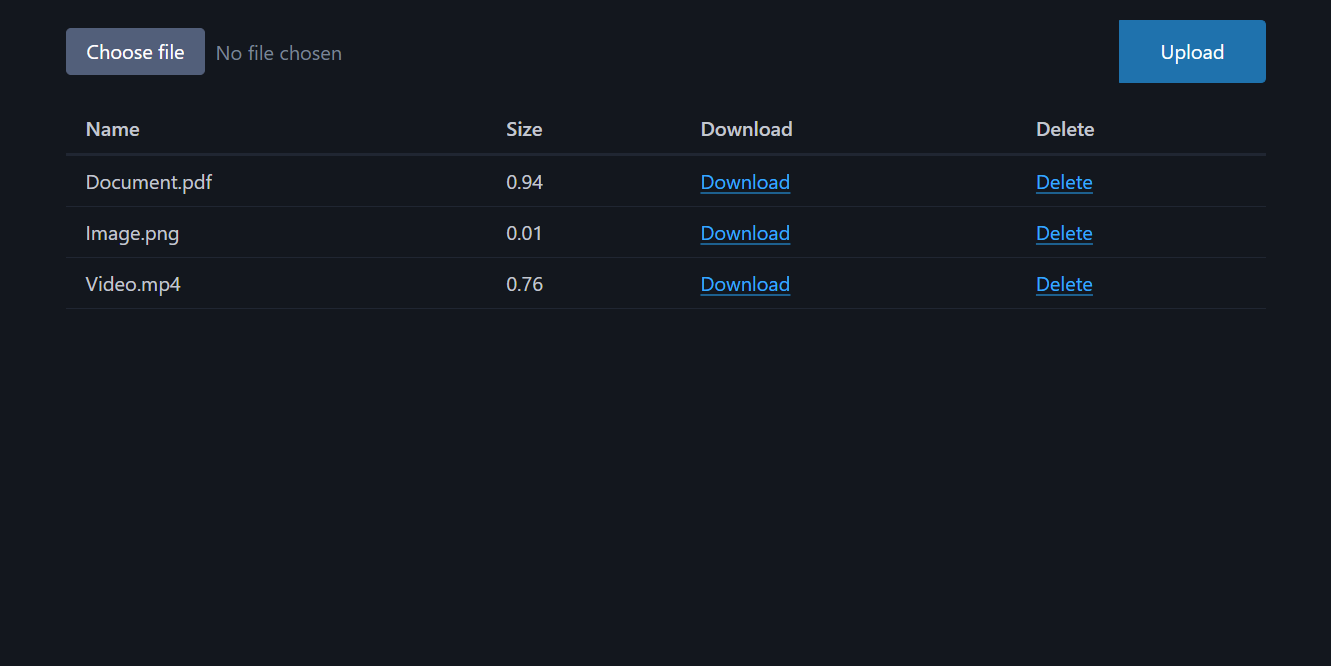 Choose file No file chosen Upload
Name Size Download Delete
Document.pdf 0.94 Download Delete
Image.png 0.01 Download Delete
Video.mp4 0.76 Download Delete